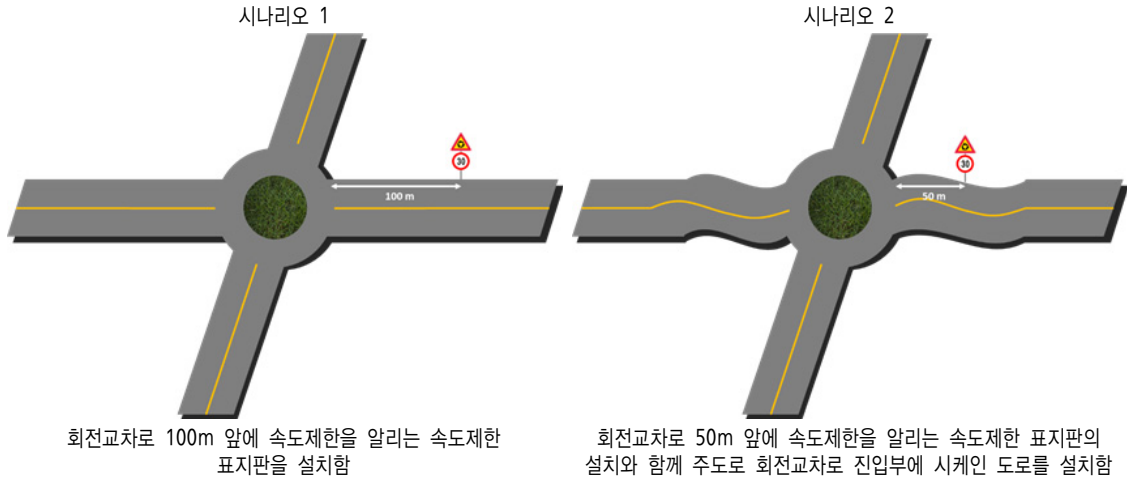 시나리오 1
30
100 m
회전교차로 100m 앞에 속도제한을 알리는 속도제한
표지판을 설치함
시나리오 2
30
50 m
회전교차로 50m 앞에 속도제한을 알리는 속도제한 표지판의
설치와 함께 주도로 회전교차로 진입부에 시케인 도로를 설치함